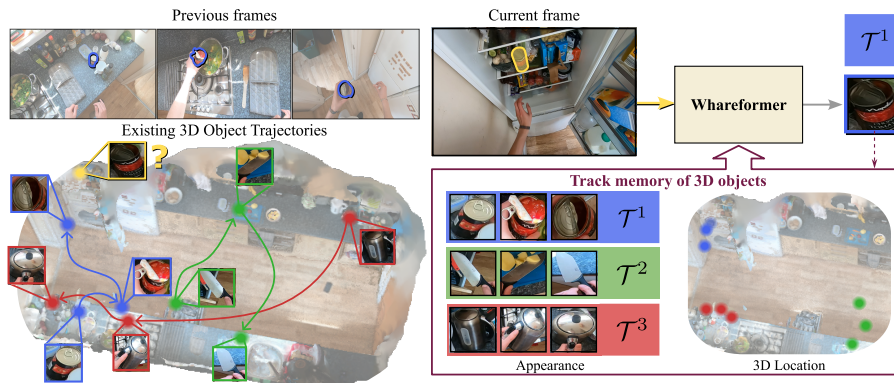 Previous frames
Current frame
𝒯¹
Whareformer
Existing 3D Object Trajectories
?
Track memory of 3D objects
𝒯¹
𝒯²
𝒯³
Appearance
3D Location